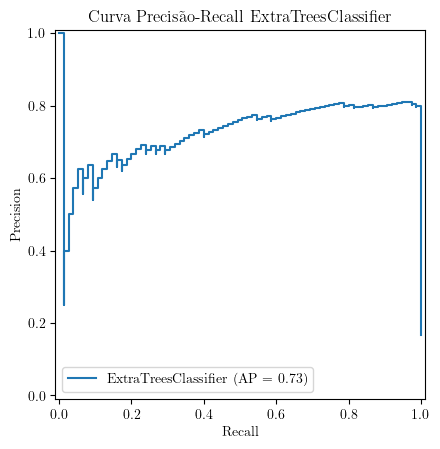 Curva Precisão-Recall ExtraTreesClassifier
1.0
0.8
0.6
0.4
0.2
0.0
Precision
ExtraTreesClassifier (AP = 0.73)
0.0 0.2 0.4 0.6 0.8 1.0
Recall